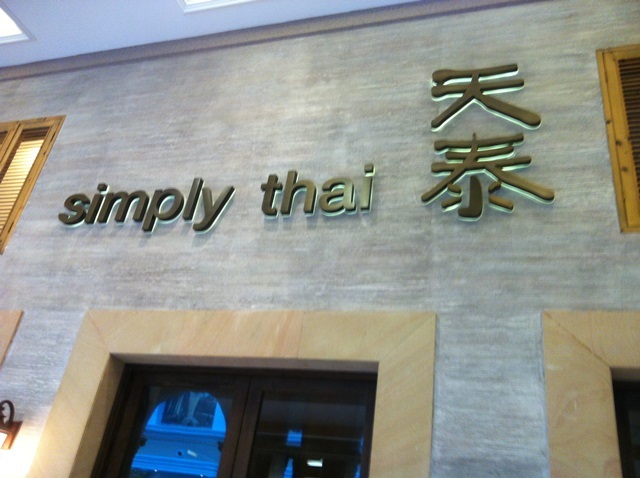 simply thai
天泰